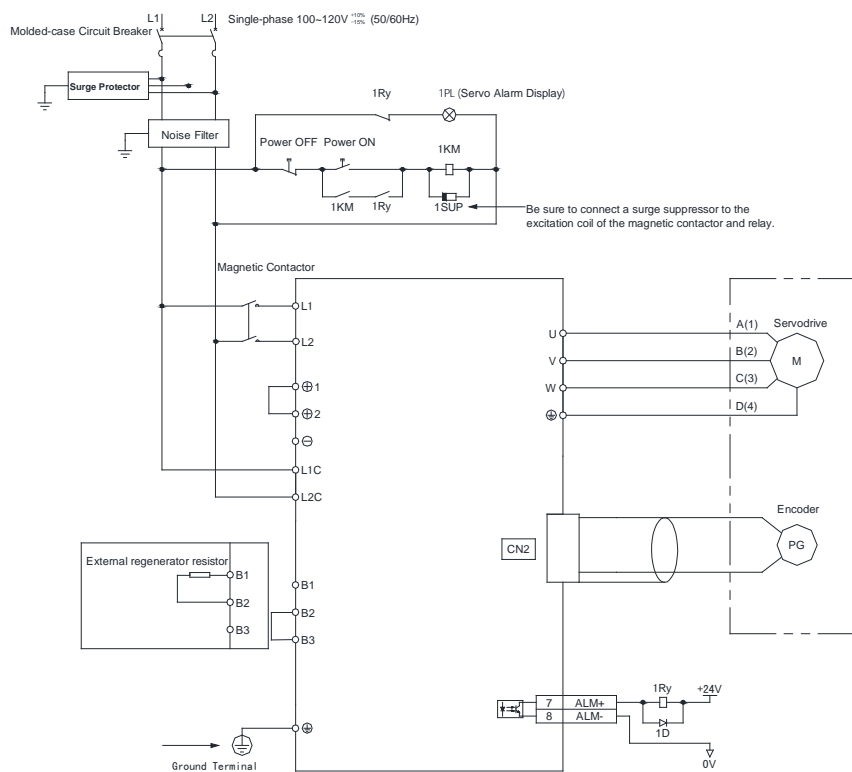 L1 L2 Single-phase 100~120V +10% -15% (50/60Hz)
Molded-case Circuit Breaker
Surge Protector
1Ry 1PL (Servo Alarm Display)
Noise Filter
Power OFF Power ON 1KM
1KM 1Ry 1SUP
Be sure to connect a surge suppressor to the
excitation coil of the magnetic contactor and relay.
Magnetic Contactor
L1
L2
1
2
L1C
L2C
U
V
W
A(1)
B(2)
C(3)
D(4)
Servodrive
M
Encoder
PG
CN2
External regenerator resistor
B1
B2
B3
B1
B2
B3
7 ALM+
8 ALM-
1Ry
+24V
1D
0V
Ground Terminal